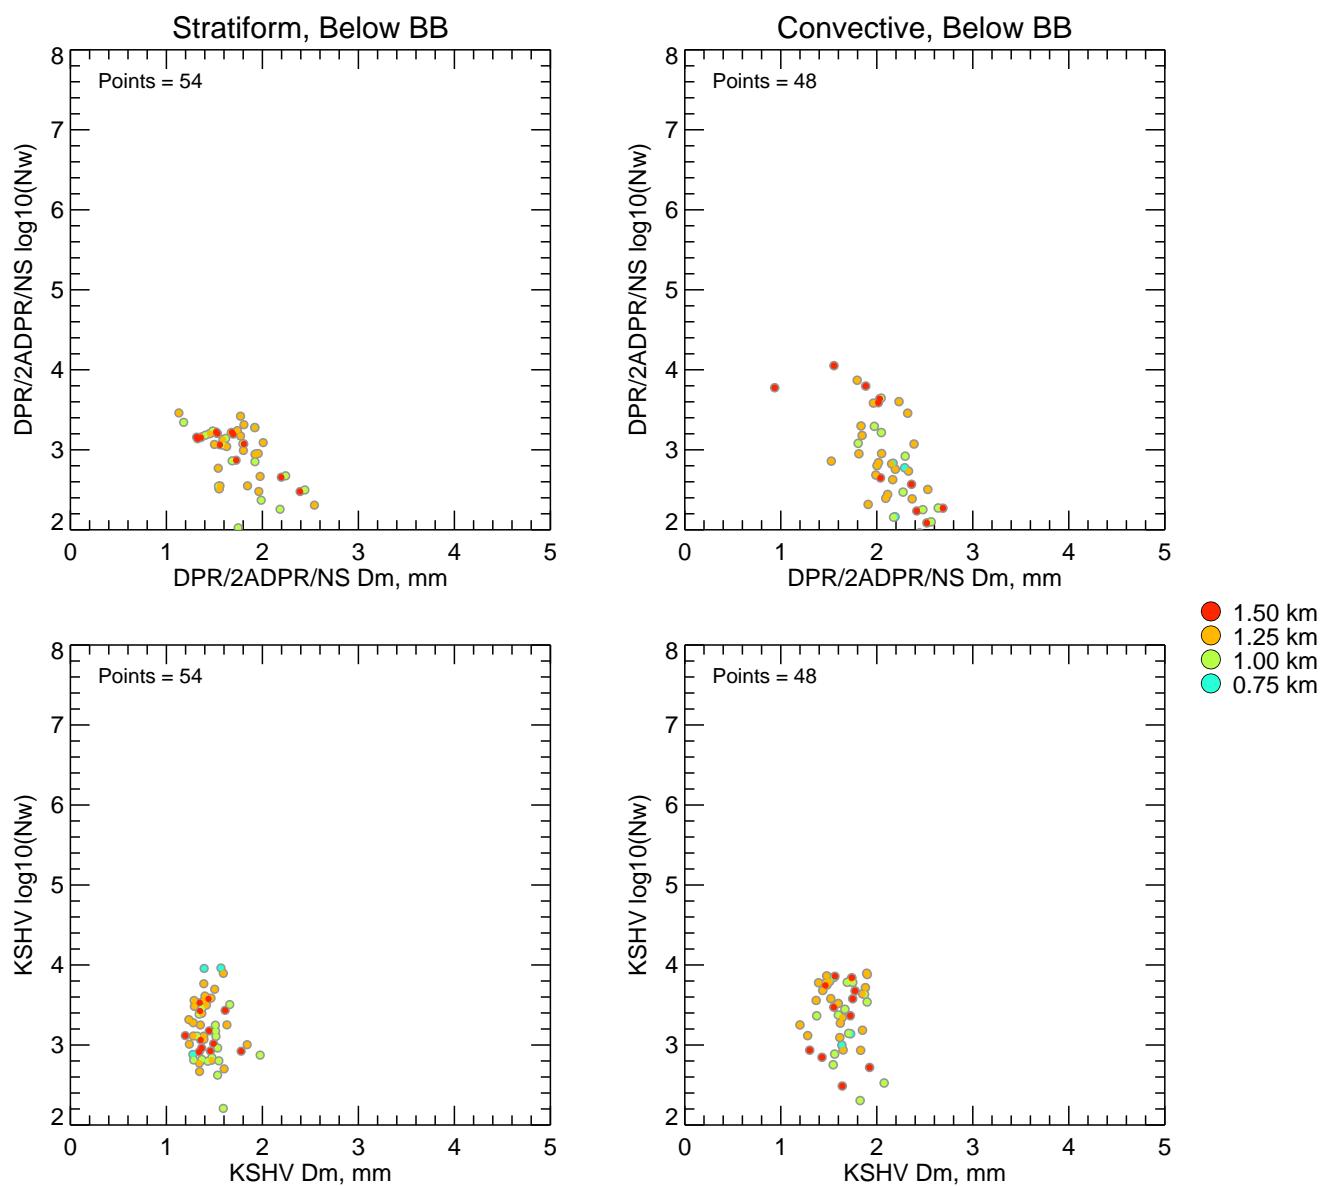 Stratiform, Below BB
Convective, Below BB
Points = 54
Points = 48
DPR/2ADPR/NS log10(Nw)
DPR/2ADPR/NS log10(Nw)
8
7
6
5
4
3
2
8
7
6
5
4
3
2
0 1 2 3 4 5
0 1 2 3 4 5
DPR/2ADPR/NS Dm, mm
DPR/2ADPR/NS Dm, mm
1.50 km
1.25 km
1.00 km
0.75 km
Points = 54
Points = 48
KSHV log10(Nw)
KSHV log10(Nw)
8
7
6
5
4
3
2
8
7
6
5
4
3
2
0 1 2 3 4 5
0 1 2 3 4 5
KSHV Dm, mm
KSHV Dm, mm